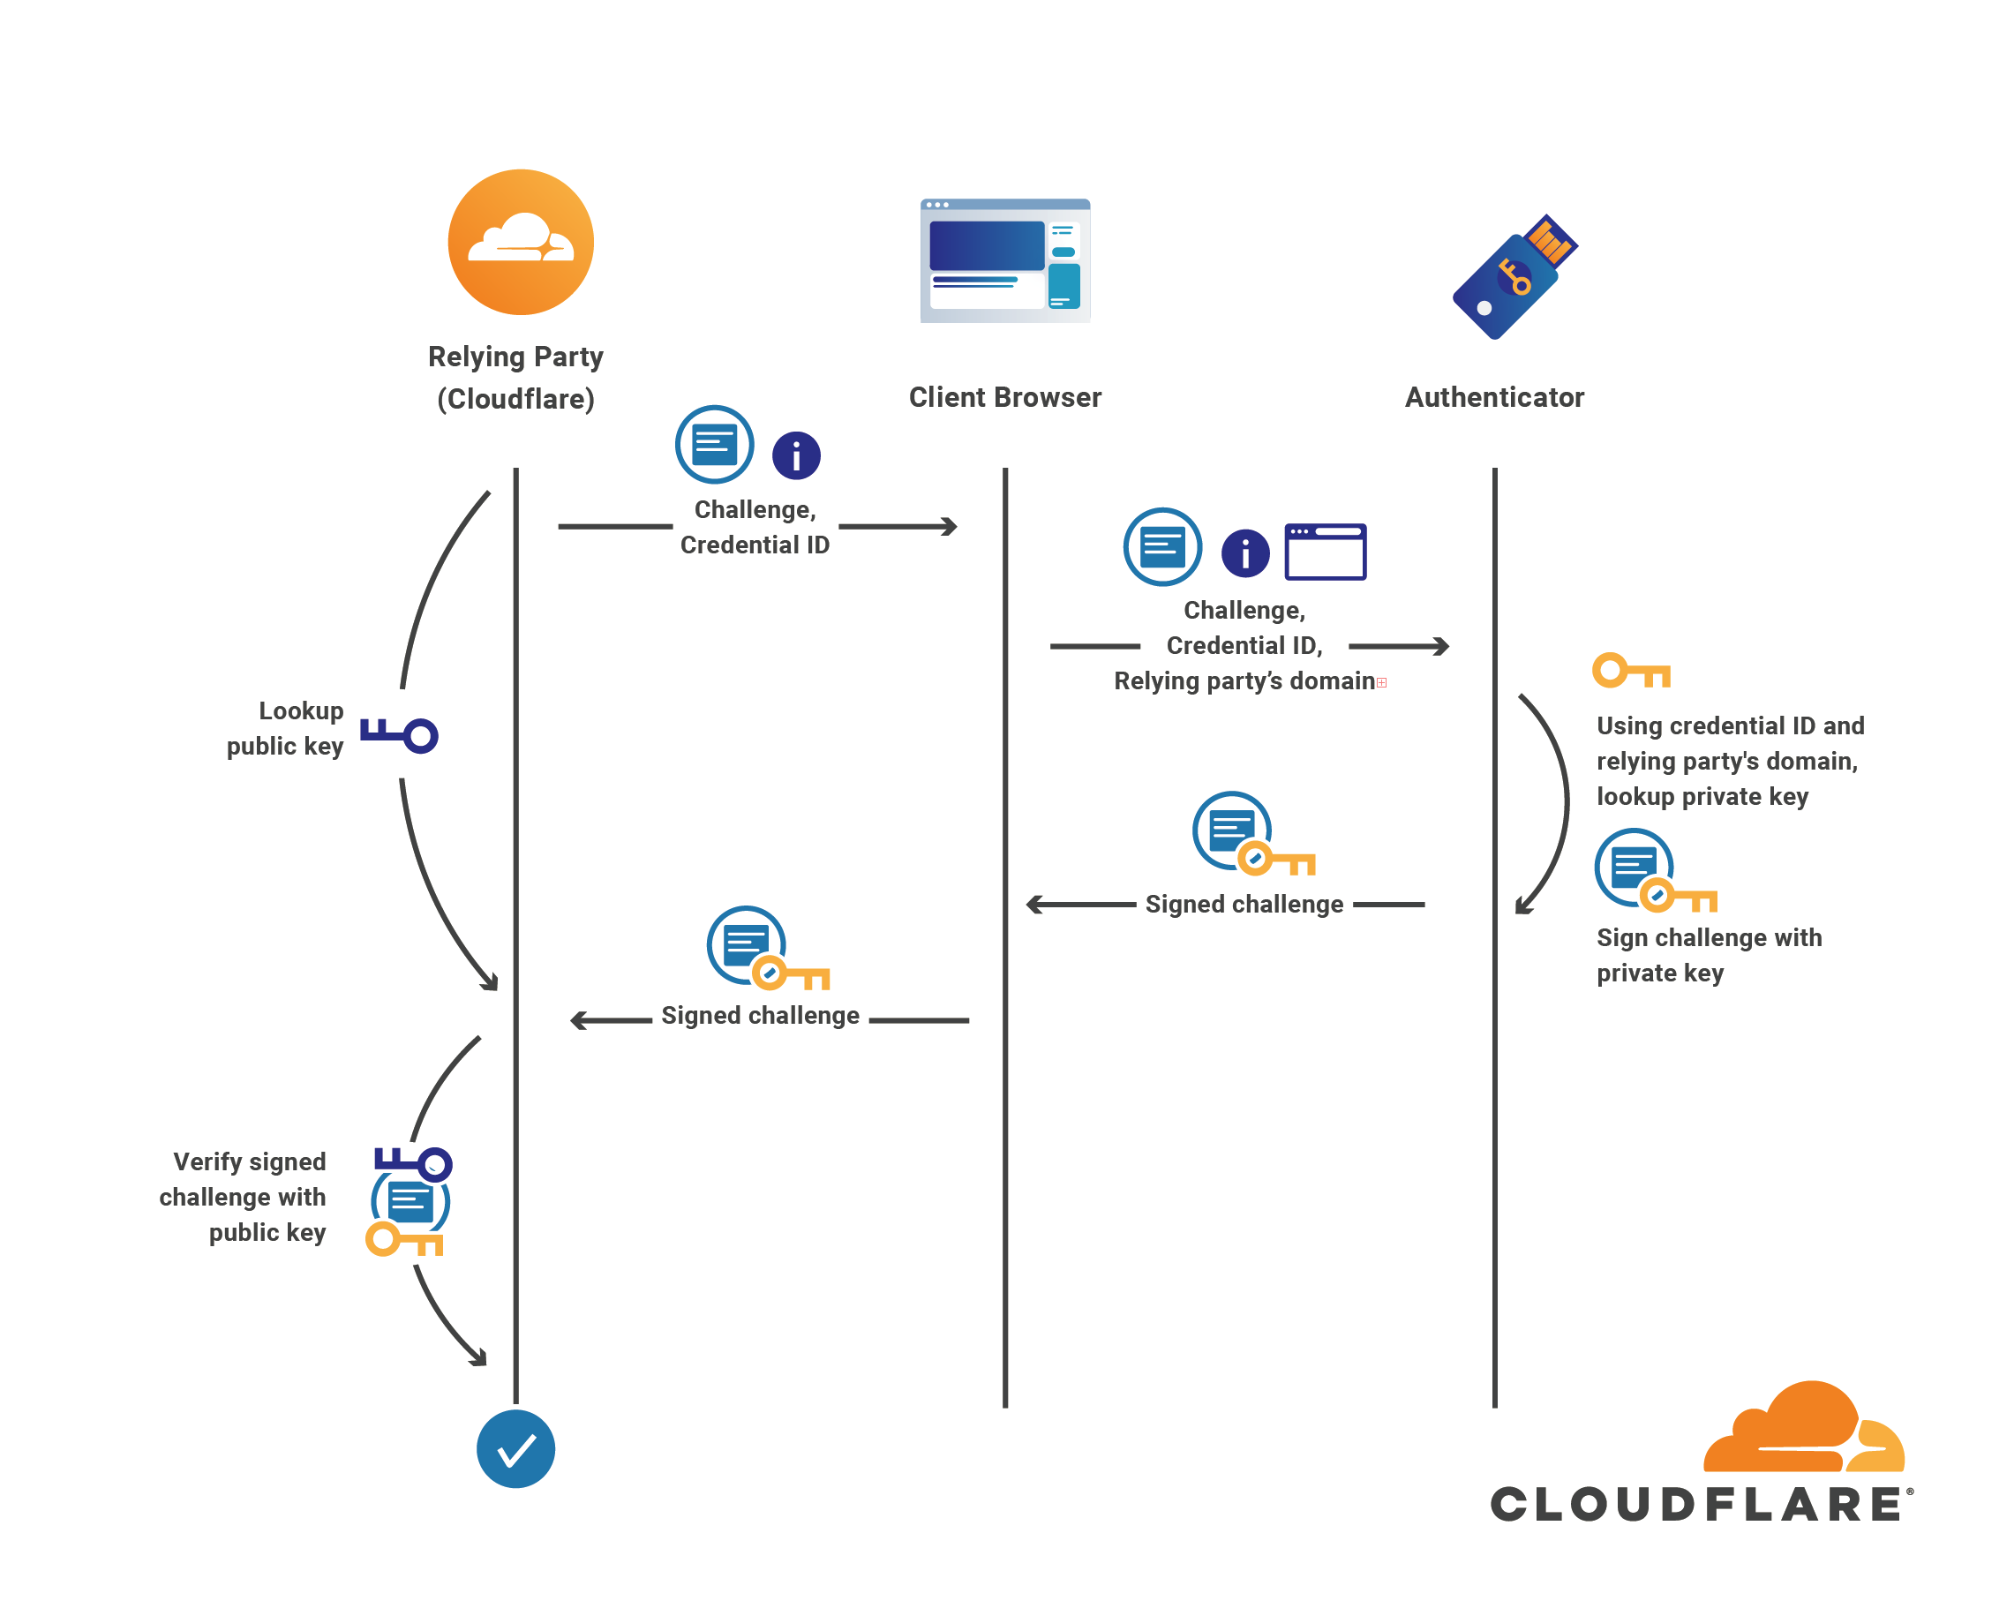 Relying Party
(Cloudflare)
Client Browser
Authenticator
Challenge,
Credential ID
Challenge,
Credential ID,
Relying party’s domain
Lookup
public key
Using credential ID and
relying party's domain,
lookup private key
Signed challenge
Sign challenge with
private key
Signed challenge
Verify signed
challenge with
public key
CLOUDFLARE®